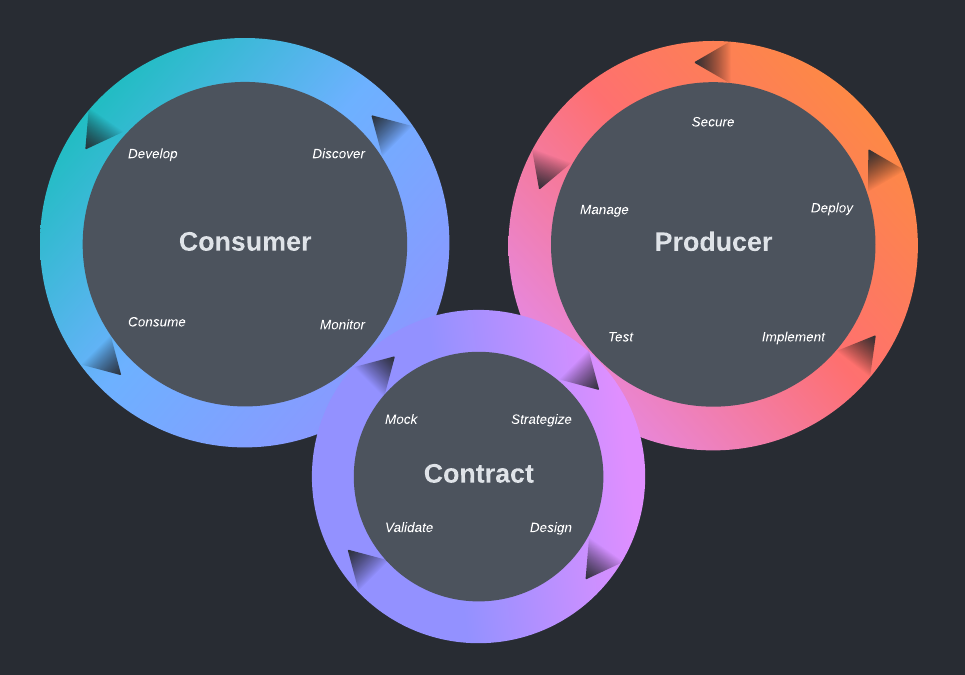 Develop
Discover
Consumer
Consume
Monitor
Secure
Manage
Deploy
Producer
Test
Implement
Mock
Strategize
Contract
Validate
Design